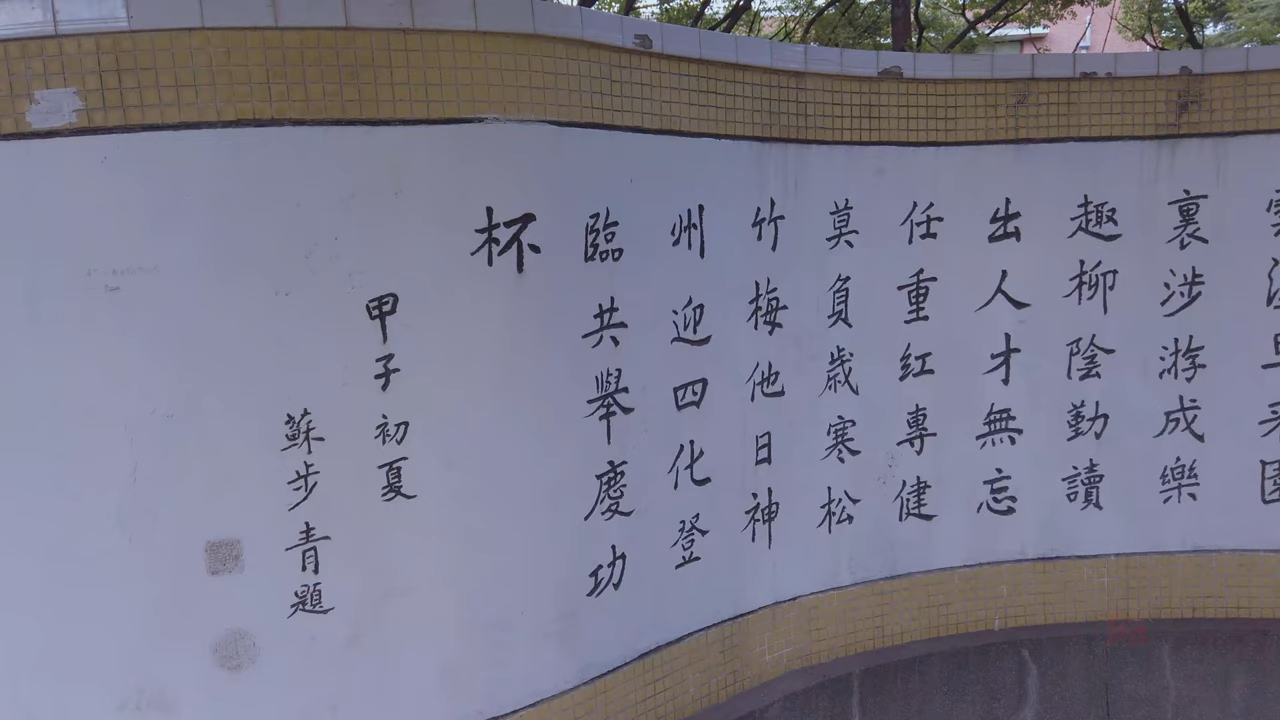 裏涉游成樂
趣柳陰勤讀
出人才無忘
任重红專健
莫負歲寒松
竹梅他日神
州迎四化登
臨共舉慶功
杯
甲子初夏
蘇步青題